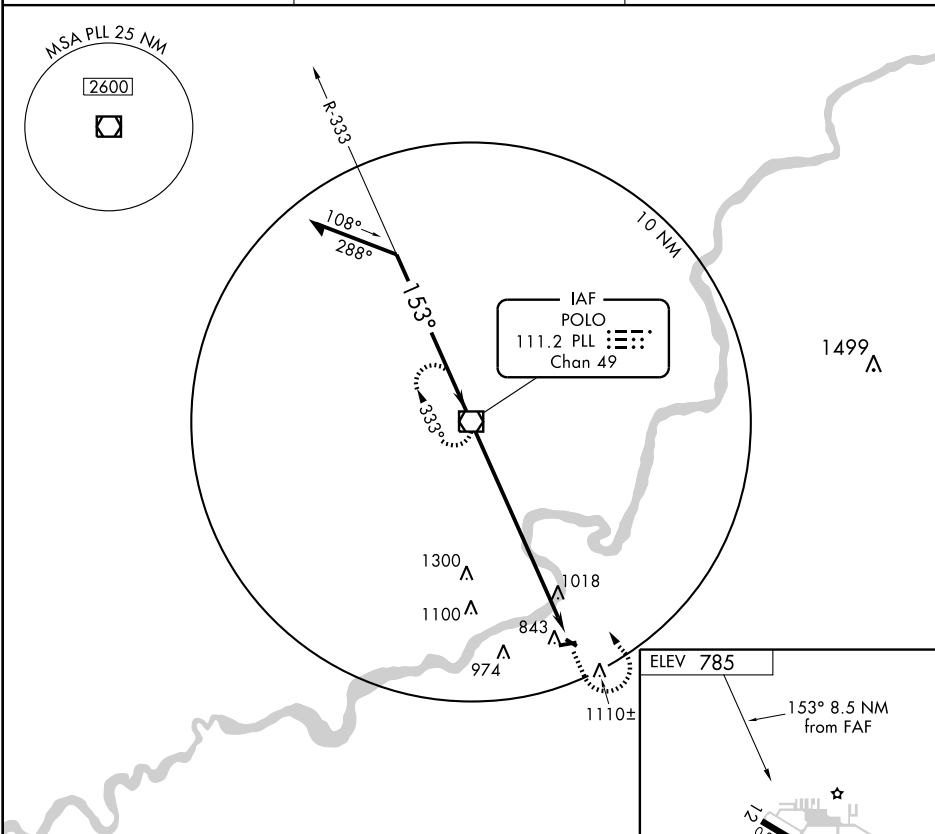 MSA PLL 25 NM
2600
R-333
108°
288°
153°
10 NM
IAF
POLO
111.2 PLL
Chan 49
1499
333°
1300
1018
1100
843
974
1110±
ELEV 785
153° 8.5 NM
from FAF
12